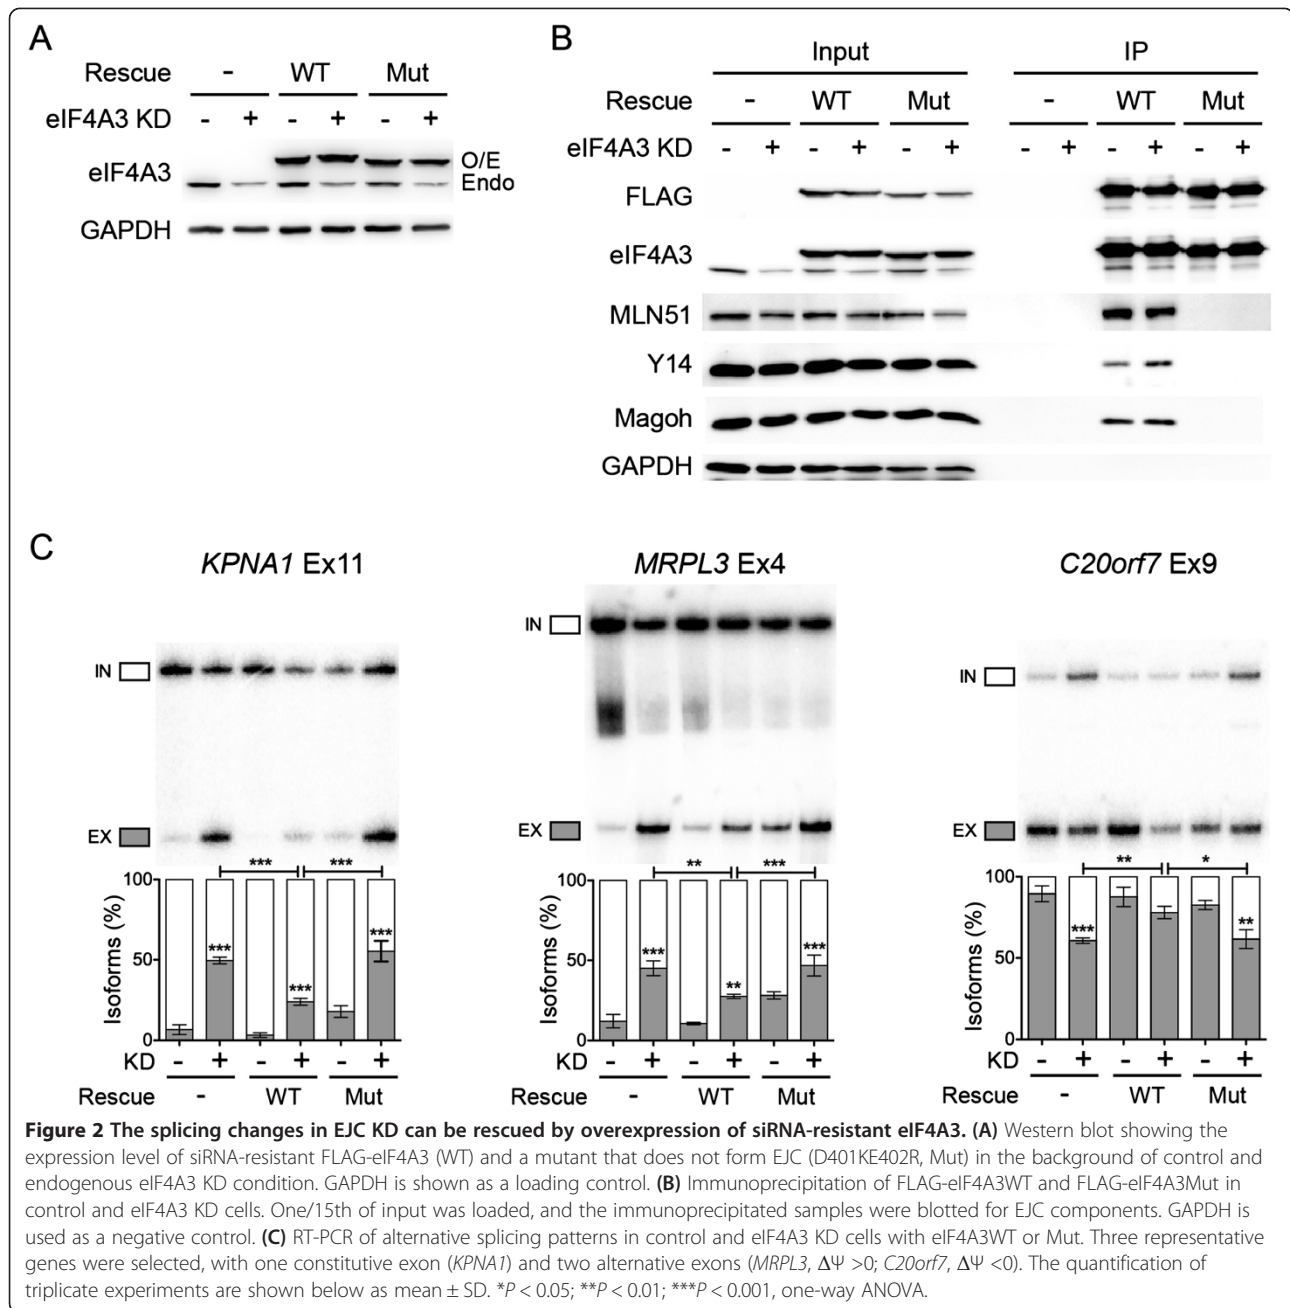 A
Rescue - WT Mut
eIF4A3 KD - + - + - +
eIF4A3 O/E
Endo
GAPDH
B
Input IP
Rescue - WT Mut - WT Mut
eIF4A3 KD - + - + - + - + - + - +
FLAG
eIF4A3
MLN51
Y14
Magoh
GAPDH
C
KPNA1 Ex11
IN
EX
*** ***
100
50
0
Isoforms (%)
*** *** ***
KD - + - + - +
Rescue - WT Mut
MRPL3 Ex4
IN
EX
** ***
100
50
0
Isoforms (%)
*** ** ***
KD - + - + - +
Rescue - WT Mut
C20orf7 Ex9
IN
EX
** *
100
50
0
Isoforms (%)
*** **
KD - + - + - +
Rescue - WT Mut
Figure 2 The splicing changes in EJC KD can be rescued by overexpression of siRNA-resistant eIF4A3. (A) Western blot showing the
expression level of siRNA-resistant FLAG-eIF4A3 (WT) and a mutant that does not form EJC (D401KE402R, Mut) in the background of control and
endogenous eIF4A3 KD condition. GAPDH is shown as a loading control. (B) Immunoprecipitation of FLAG-eIF4A3WT and FLAG-eIF4A3Mut in
control and eIF4A3 KD cells. One/15th of input was loaded, and the immunoprecipitated samples were blotted for EJC components. GAPDH is
used as a negative control. (C) RT-PCR of alternative splicing patterns in control and eIF4A3 KD cells with eIF4A3WT or Mut. Three representative
genes were selected, with one constitutive exon (KPNA1) and two alternative exons (MRPL3, ΔΨ >0; C20orf7, ΔΨ <0). The quantification of
triplicate experiments are shown below as mean ± SD. *P < 0.05; **P < 0.01; ***P < 0.001, one-way ANOVA.